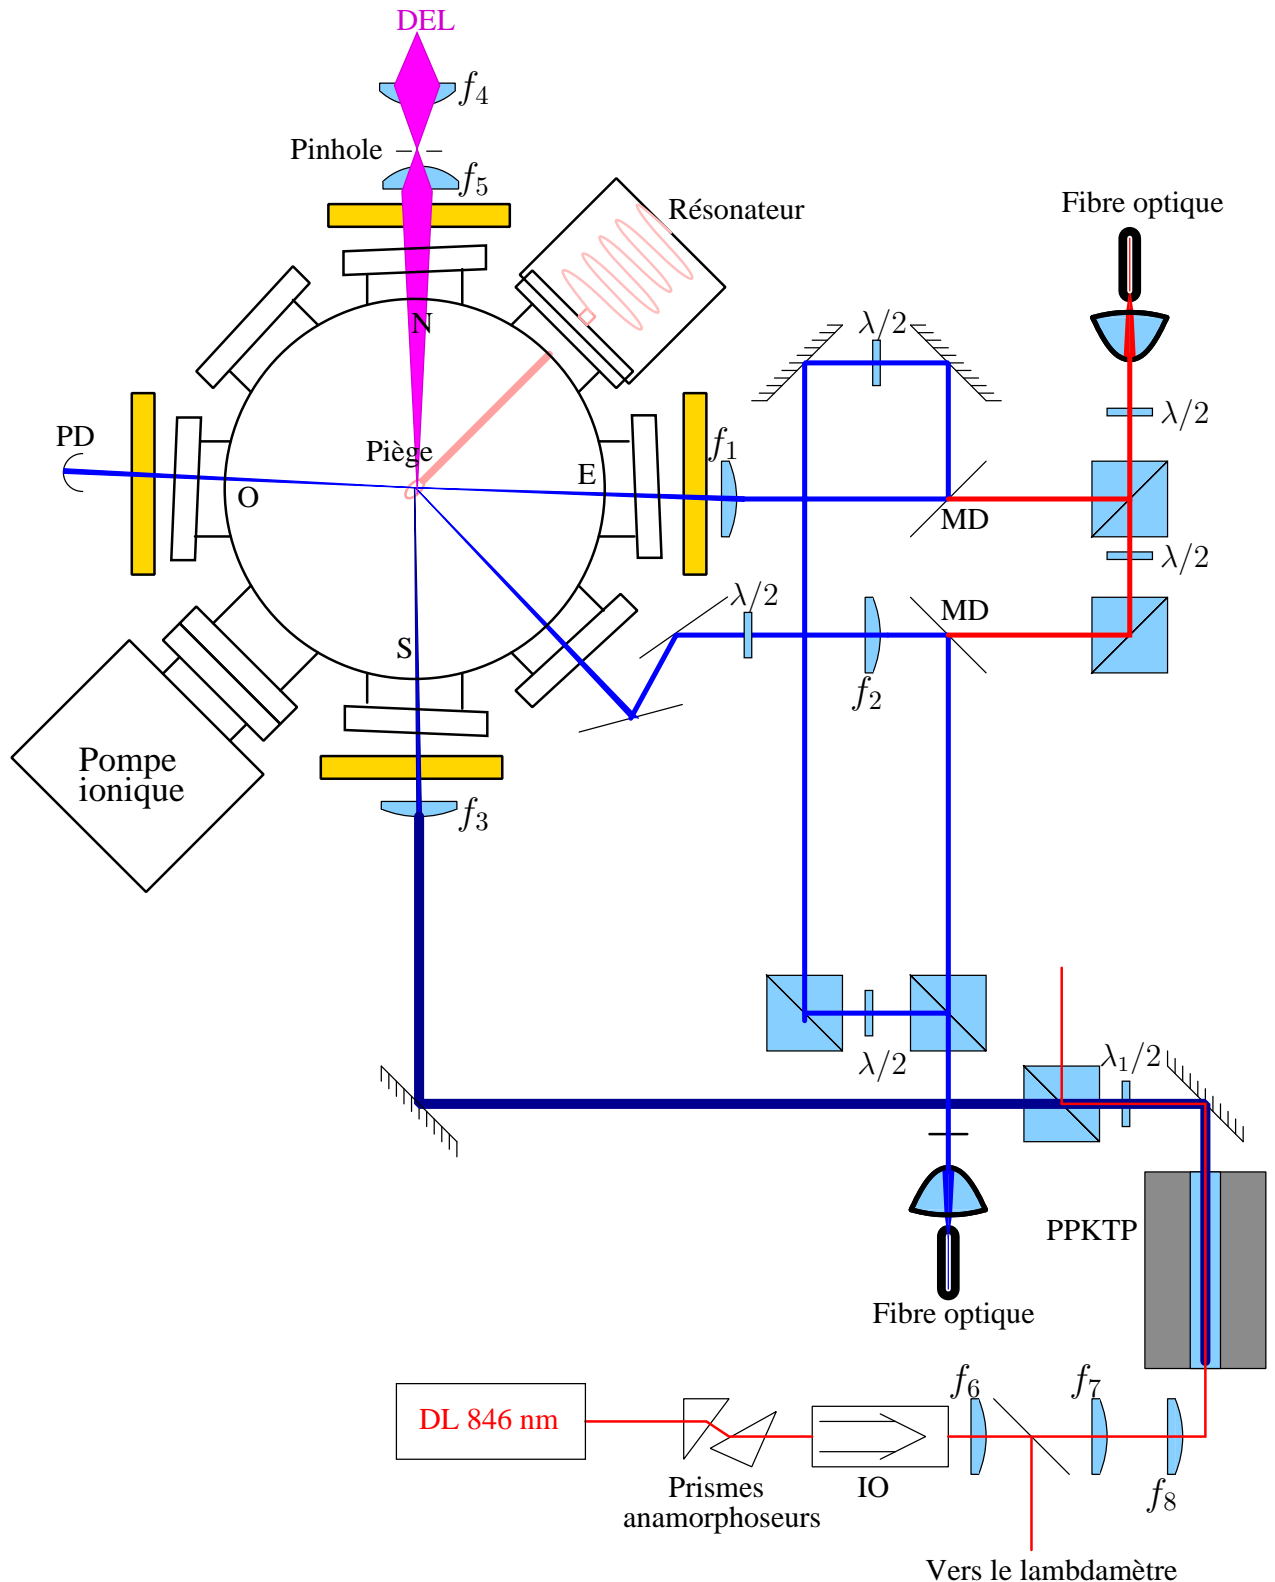 DEL
f4
Pinhole
f5
Résonateur
Fibre optique
N
λ/2
λ/2
PD
Piège
f1
E
O
MD
λ/2
λ/2
MD
S
f2
Pompe
ionique
f3
λ/2
λ1/2
PPKTP
Fibre optique
f6
f7
DL 846 nm
Prismes
anamorphoseurs
IO
f8
Vers le lambdamètre